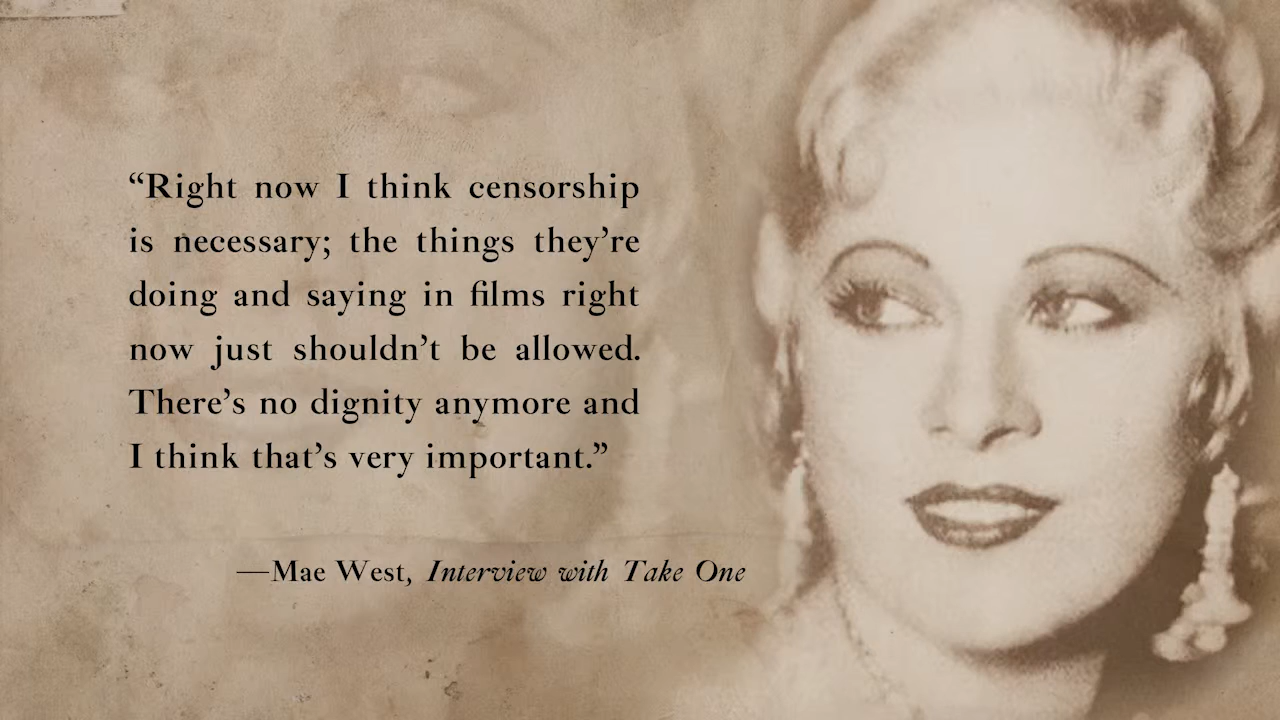 “Right now I think censorship
is necessary; the things they’re
doing and saying in films right
now just shouldn’t be allowed.
There’s no dignity anymore and
I think that’s very important.”
—Mae West, Interview with Take One